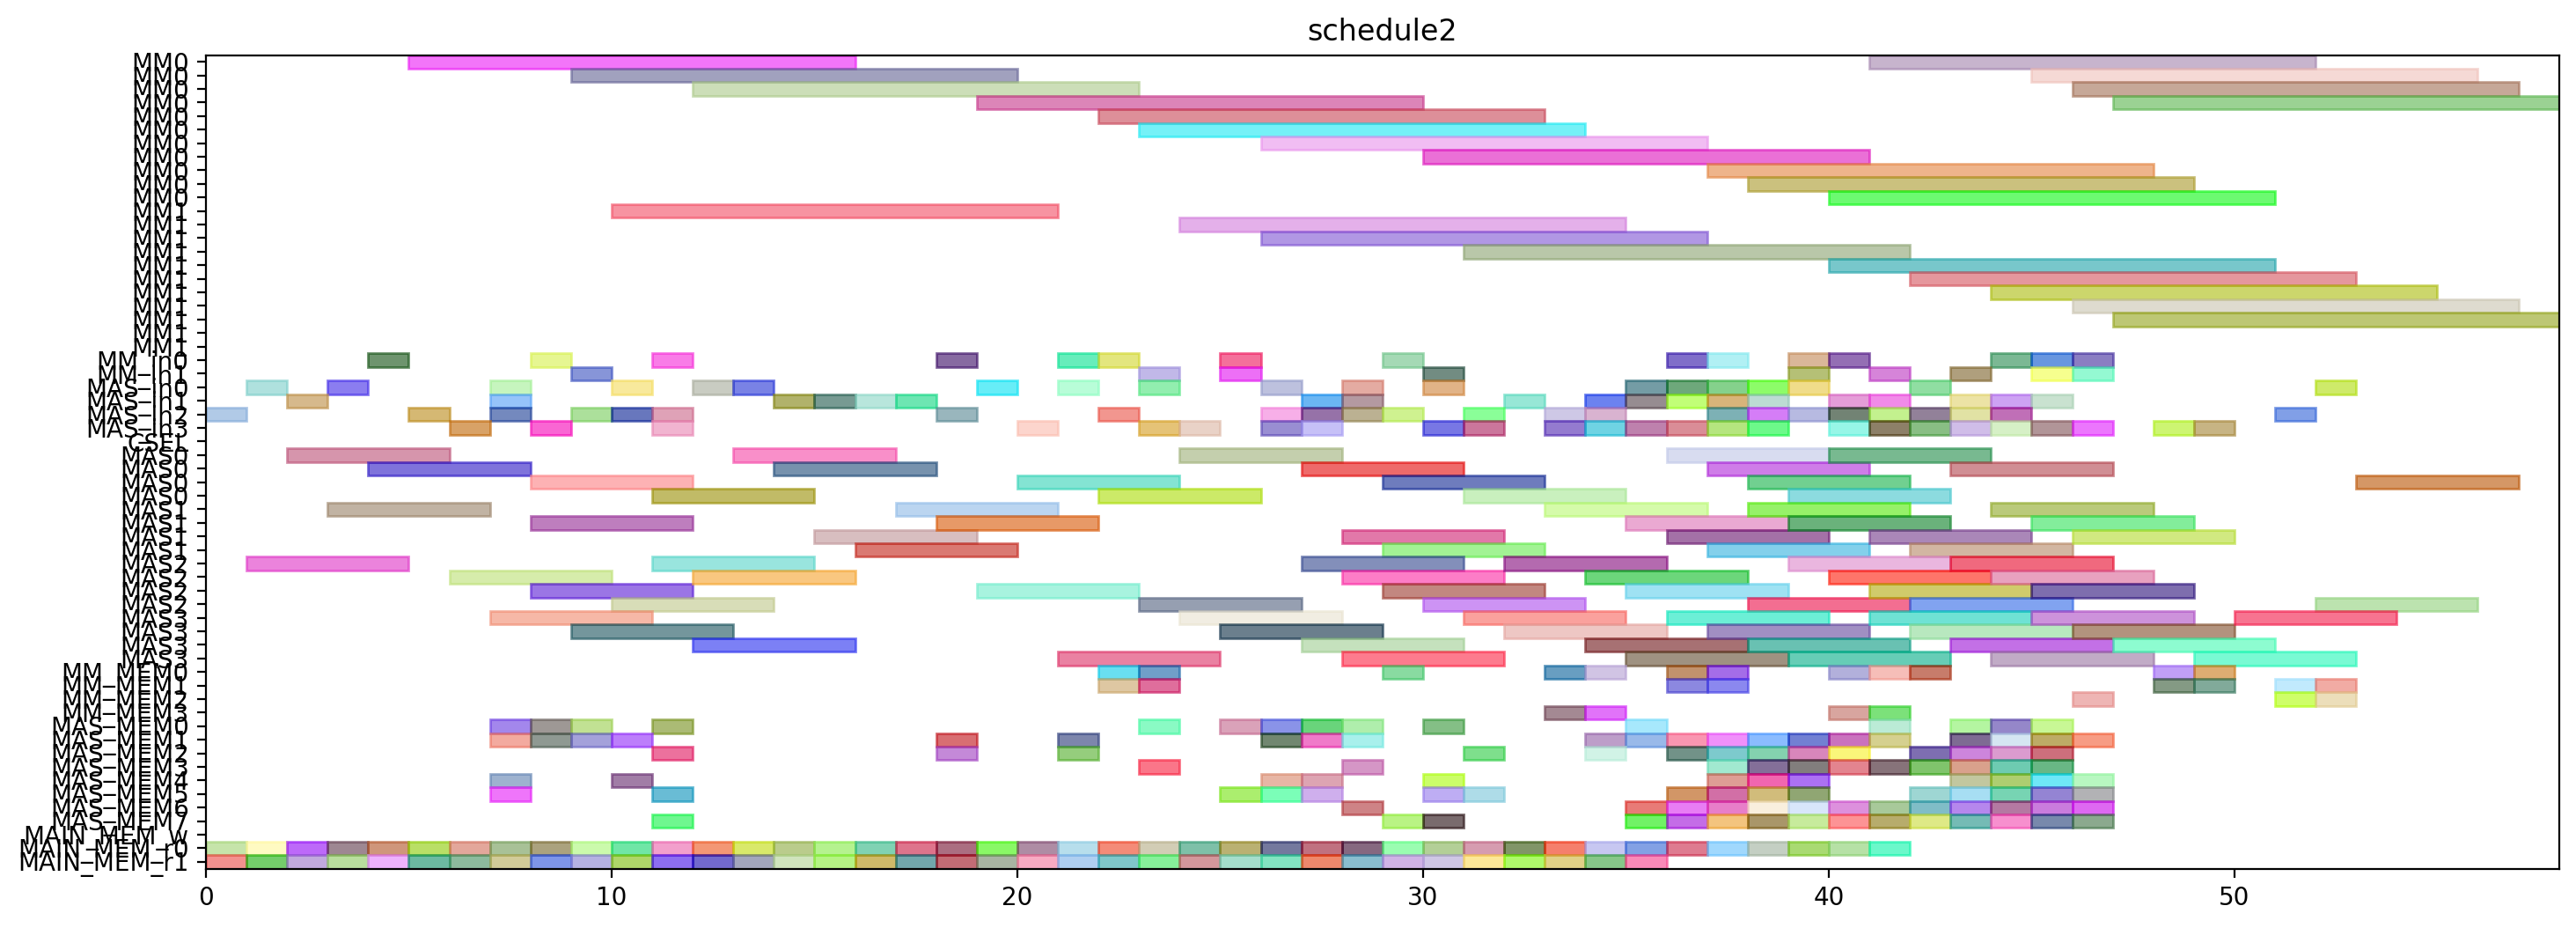 schedule2
MM0
MM0
MM0
MM0
MM0
MM0
MM0
MM0
MM0
MM0
MM0
MM1
MM1
MM1
MM1
MM1
MM1
MM1
MM1
MM1
MM1
MM1
MM_in0
MM_in1
MAS_in0
MAS_in1
MAS_in2
MAS_in3
CSEL
MAS0
MAS0
MAS0
MAS0
MAS1
MAS1
MAS1
MAS1
MAS2
MAS2
MAS2
MAS2
MAS3
MAS3
MAS3
MAS3
MM_MEM0
MM_MEM1
MM_MEM2
MM_MEM3
MAS_MEM0
MAS_MEM1
MAS_MEM2
MAS_MEM3
MAS_MEM4
MAS_MEM5
MAS_MEM6
MAS_MEM7
MAIN_MEM_w
MAIN_MEM_r0
MAIN_MEM_r1
0 10 20 30 40 50